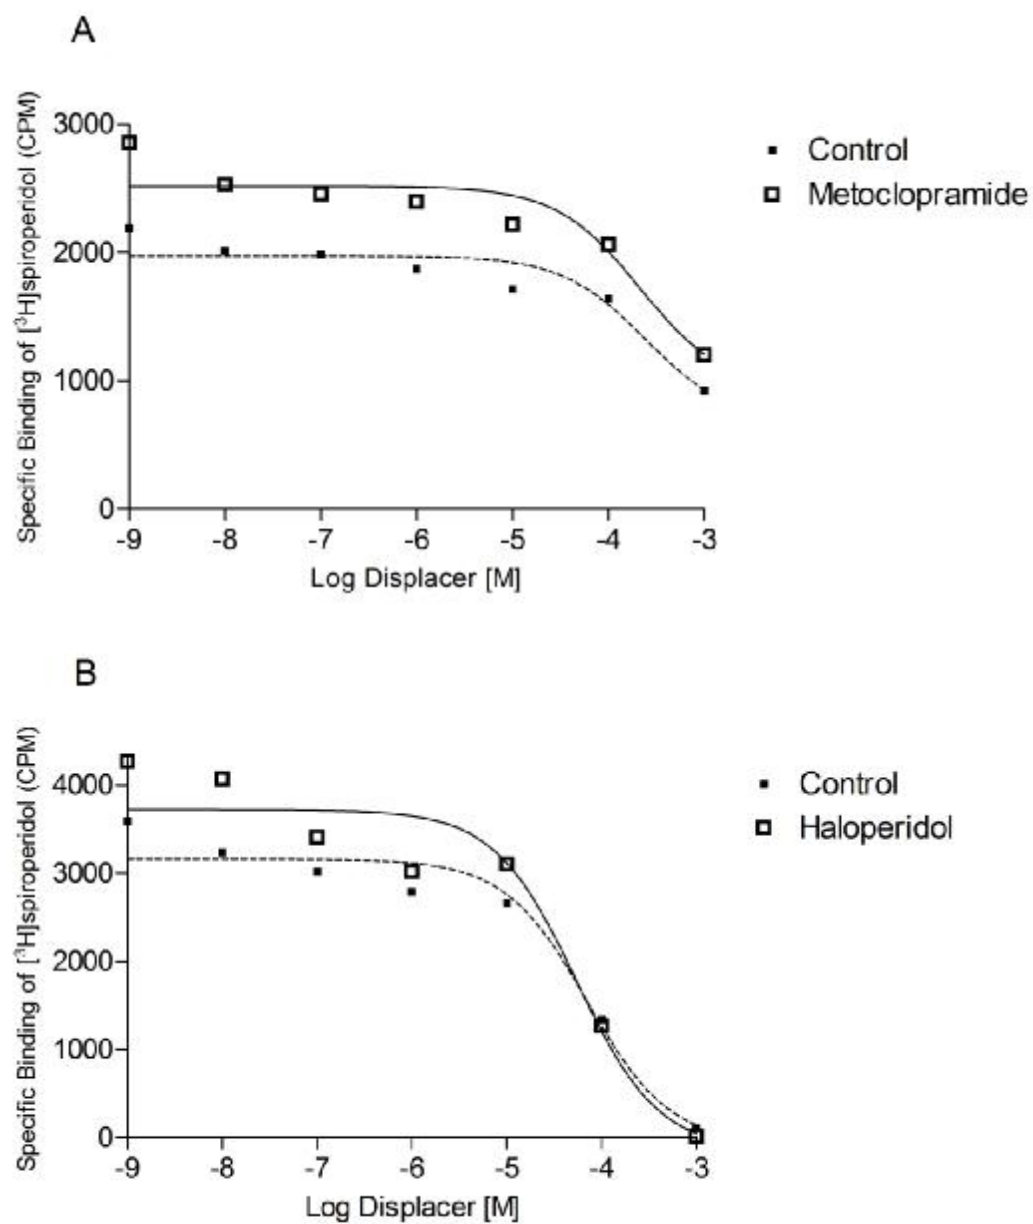 A
Specific Binding of [³H]spiroperidol (CPM)
3000
2000
1000
0
-9 -8 -7 -6 -5 -4 -3
Log Displacer [M]
Control
Metoclopramide
B
Specific Binding of [³H]spiroperidol (CPM)
4000
3000
2000
1000
0
-9 -8 -7 -6 -5 -4 -3
Log Displacer [M]
Control
Haloperidol